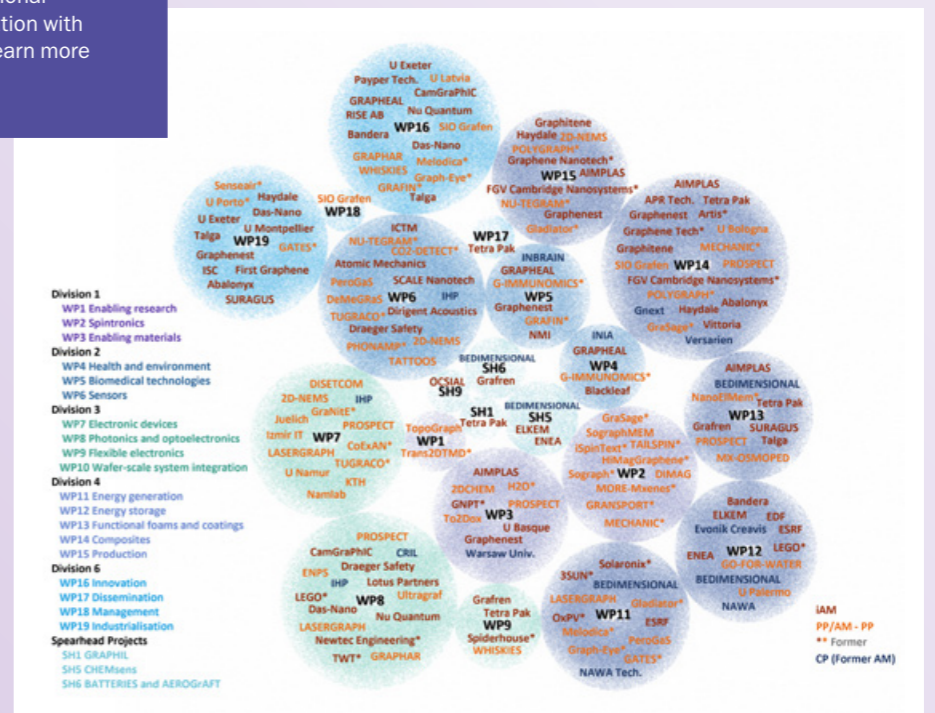 ional
tion with
earn more
U Exeter
Payper Tech. U Latvia
CamGraPhIC
GRAPHEAL
RISE AB Nu Quantum
Bandera WP16 SIO Grafen
Das-Nano
GRAPHAR Melodica*
WHISKIES
Graph-Eye*
GRAFIN*
Talga
Graphitene
Haydale 2D-NEMS
POLYGRAPH*
Graphene Nanotech*
WP15 AIMPLAS
FGV Cambridge Nanosystems*
NU-TEGRAM*
Graphenest
Gladiator*
Senseair*
U Porto* Haydale
U Exeter Das-Nano
U Montpellier
Talga WP19 GATES*
Graphenest
ISC First Graphene
Abalonyx
SURAGUS
SIO Grafen
WP18
AIMPLAS
APR Tech. Tetra Pak
Graphenest Artis*
Graphene Tech* U Bologna
Graphitene MECHANIC*
SIO Grafen WP14 PROSPECT
FGV Cambridge Nanosystems*
POLYGRAPH*
Gnext Haydale Abalonyx
GraSage* Vittoria
Versarien
ICTM
NU-TEGRAM*
CO2-DETECT*
Atomic Mechanics
PeroGaS SCALE Nanotech
DeMeGRaS WP6 IHP
TUGRACO* Dirigent Acoustics
Draeger Safety
PHONAMP* 2D-NEMS
TATTOOS
WP17
Tetra Pak
INBRAIN
GRAPHEAL
G-IMMUNOMICS*
WP5
Graphenest
GRAFIN*
NMI
INIA
GRAPHEAL
WP4
G-IMMUNOMICS*
Blackleaf
BEDIMENSIONAL
SH6
Grafren
OCSIAL
SH9
SH1
Tetra Pak
BEDIMENSIONAL
SH5
ELKEM
ENEA
Division 1
WP1 Enabling research
WP2 Spintronics
WP3 Enabling materials
Division 2
WP4 Health and environment
WP5 Biomedical technologies
WP6 Sensors
Division 3
WP7 Electronic devices
WP8 Photonics and optoelectronics
WP9 Flexible electronics
WP10 Wafer-scale system integration
Division 4
WP11 Energy generation
WP12 Energy storage
WP13 Functional foams and coatings
WP14 Composites
WP15 Production
Division 6
WP16 Innovation
WP17 Dissemination
WP18 Management
WP19 Industrialisation
Spearhead Projects
SH1 GRAPHIL
SH5 CHEMsens
SH6 BATTERIES and AEROGrAFT
DISETCOM
2D-NEMS IHP
GraNitE*
Juelich PROSPECT
Izmir IT WP7 CoExAN*
LASERGRAPH
TUGRACO*
U Namur KTH
Namlab
TopoGraph
WP1
Trans2DTMD*
AIMPLAS
BEDIMENSIONAL
NanoElMem*
Tetra Pak
WP13
Grafren SURAGUS
PROSPECT Talga
MX-OSMOPED
GraSage*
SographMEM
iSpinText* TAILSPIN*
HiMagGraphene*
Sograph* WP2 DIMAG
MORE-Mxenes*
GRANSPORT*
MECHANIC*
AIMPLAS
2DCHEM H2O*
GNPT* PROSPECT
To2Dox WP3
U Basque
Graphenest
Warsaw Univ.
Bandera
ELKEM EDF
Evonik Creavis ESRF
WP12 LEGO*
ENEA
GO-FOR-WATER
BEDIMENSIONAL
U Palermo
NAWA
PROSPECT
CamGraPhIC CRIL
Draeger Safety
ENPS
IHP Lotus Partners
LEGO* WP8 Ultragraf
Das-Nano
Nu Quantum
LASERGRAPH
Newtec Engineering*
TWT* GRAPHAR
Grafren
Tetra Pak
WP9
Spiderhouse*
WHISKIES
Solaronix*
3SUN*
BEDIMENSIONAL
LASERGRAPH Gladiator*
OxPV* WP11 ESRF
Melodica*
PeroGaS
Graph-Eye*
GATES*
NAWA Tech.
iAM
PP/AM - PP
** Former
CP (Former AM)